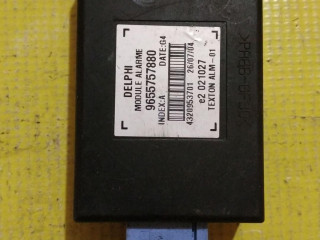 DELPHI
MODULE ALARME
9655757880
INDEX:A
DATE:G4
4320953701 26/07/04
e2 021027
TEXTON ALM-01